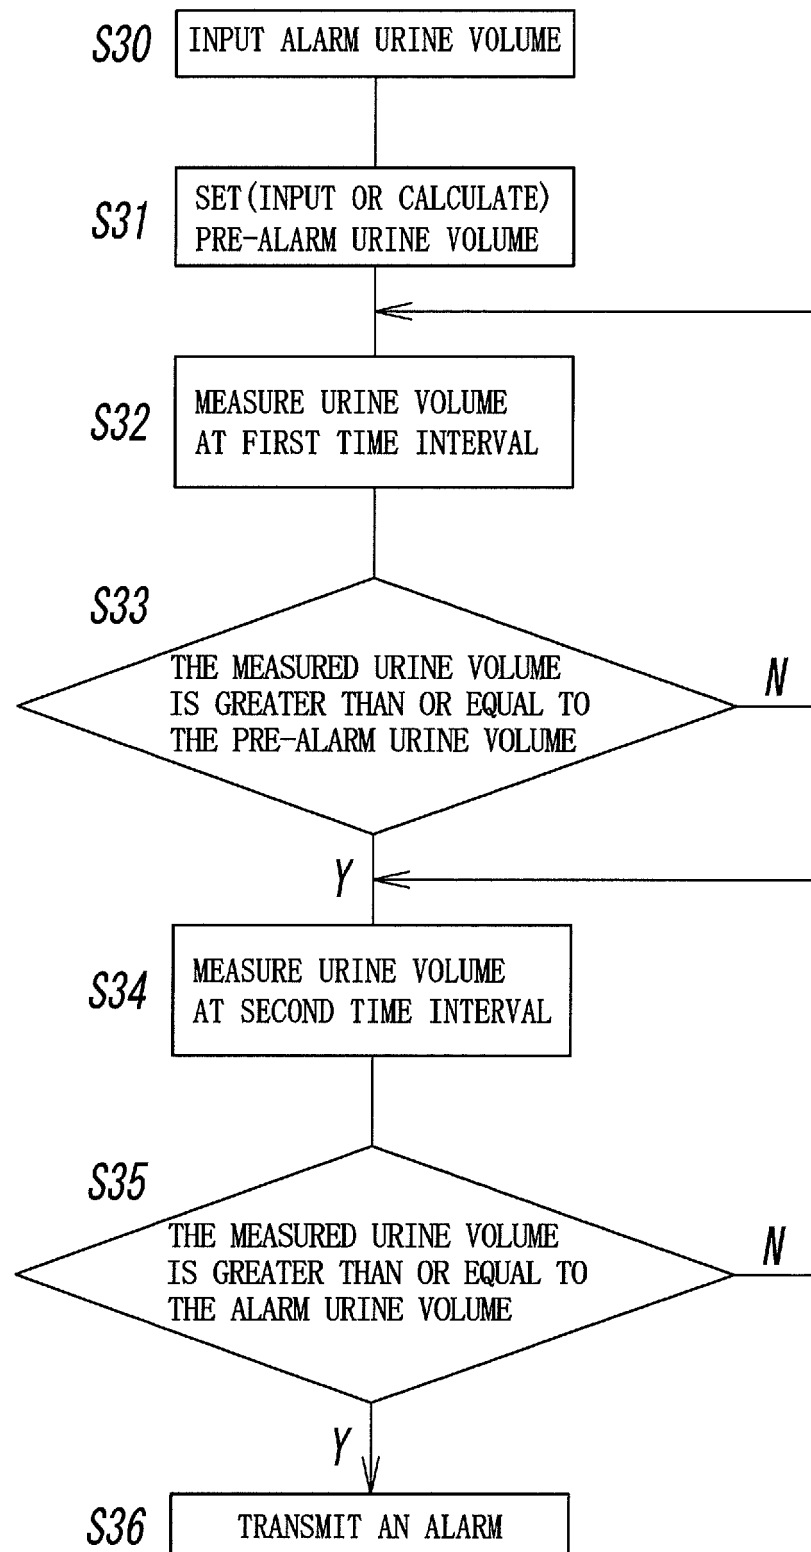 S30
INPUT ALARM URINE VOLUME
S31
SET(INPUT OR CALCULATE)
PRE-ALARM URINE VOLUME
S32
MEASURE URINE VOLUME
AT FIRST TIME INTERVAL
S33
THE MEASURED URINE VOLUME
IS GREATER THAN OR EQUAL TO
THE PRE-ALARM URINE VOLUME
N
Y
S34
MEASURE URINE VOLUME
AT SECOND TIME INTERVAL
S35
THE MEASURED URINE VOLUME
IS GREATER THAN OR EQUAL TO
THE ALARM URINE VOLUME
N
Y
S36
TRANSMIT AN ALARM